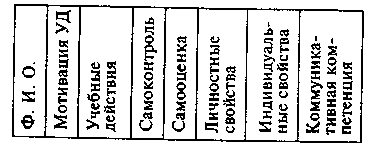 Ф. И. О.
Мотивация УД
Учебные
действия
Самоконтроль
Самооценка
Личностные
свойства
Индивидуаль-
ные свойства
Коммуника-
тивная ком-
петенция